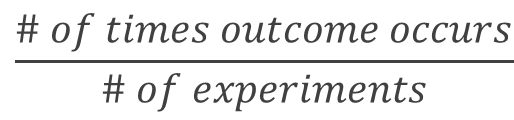 # of times outcome occurs
# of experiments